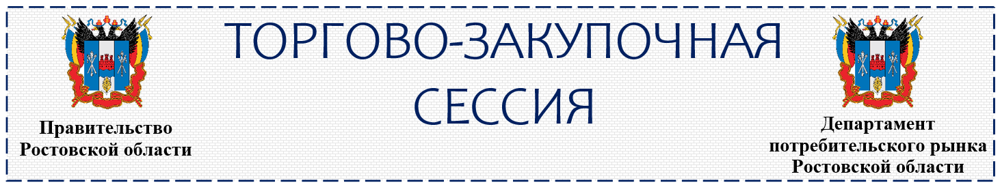 ТОРГОВО-ЗАКУПОЧНАЯ
СЕССИЯ
Правительство
Ростовской области
Департамент
потребительского рынка
Ростовской области